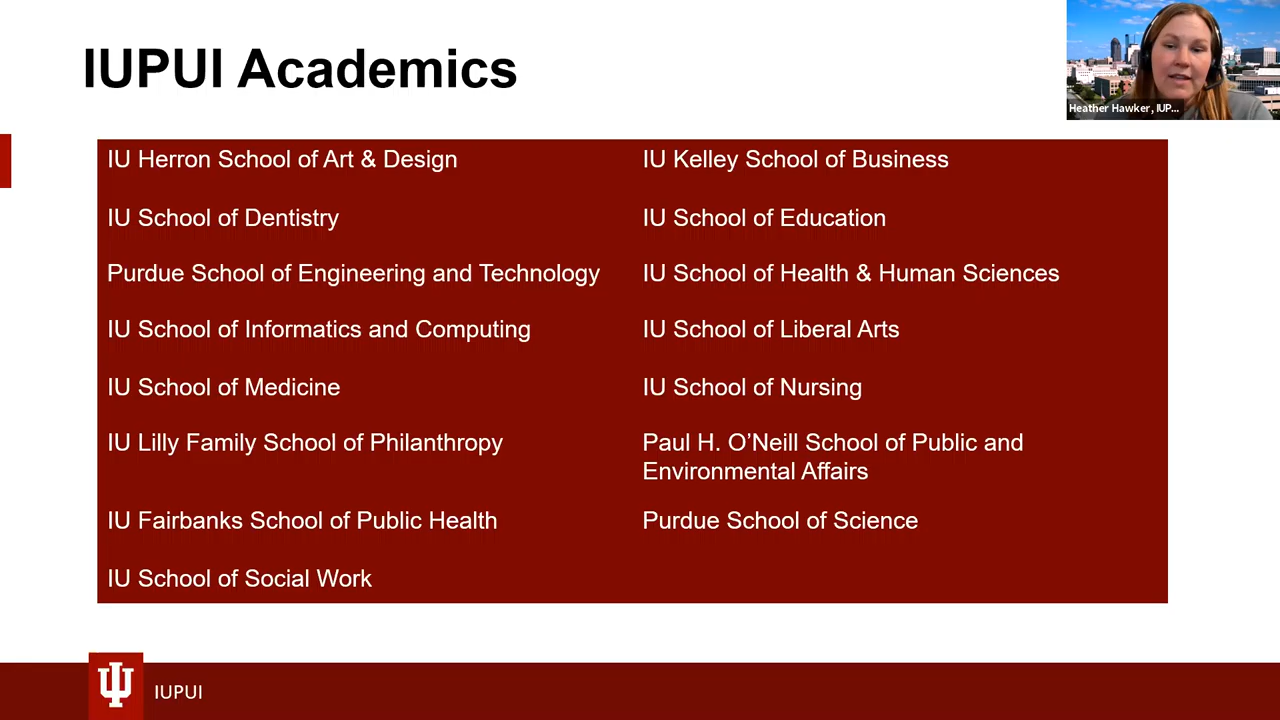 IUPUI Academics
Heather Hawker, IUP...
IU Herron School of Art & Design
IU Kelley School of Business
IU School of Dentistry
IU School of Education
Purdue School of Engineering and Technology
IU School of Health & Human Sciences
IU School of Informatics and Computing
IU School of Liberal Arts
IU School of Medicine
IU School of Nursing
IU Lilly Family School of Philanthropy
Paul H. O’Neill School of Public and
Environmental Affairs
IU Fairbanks School of Public Health
Purdue School of Science
IU School of Social Work
IUPUI